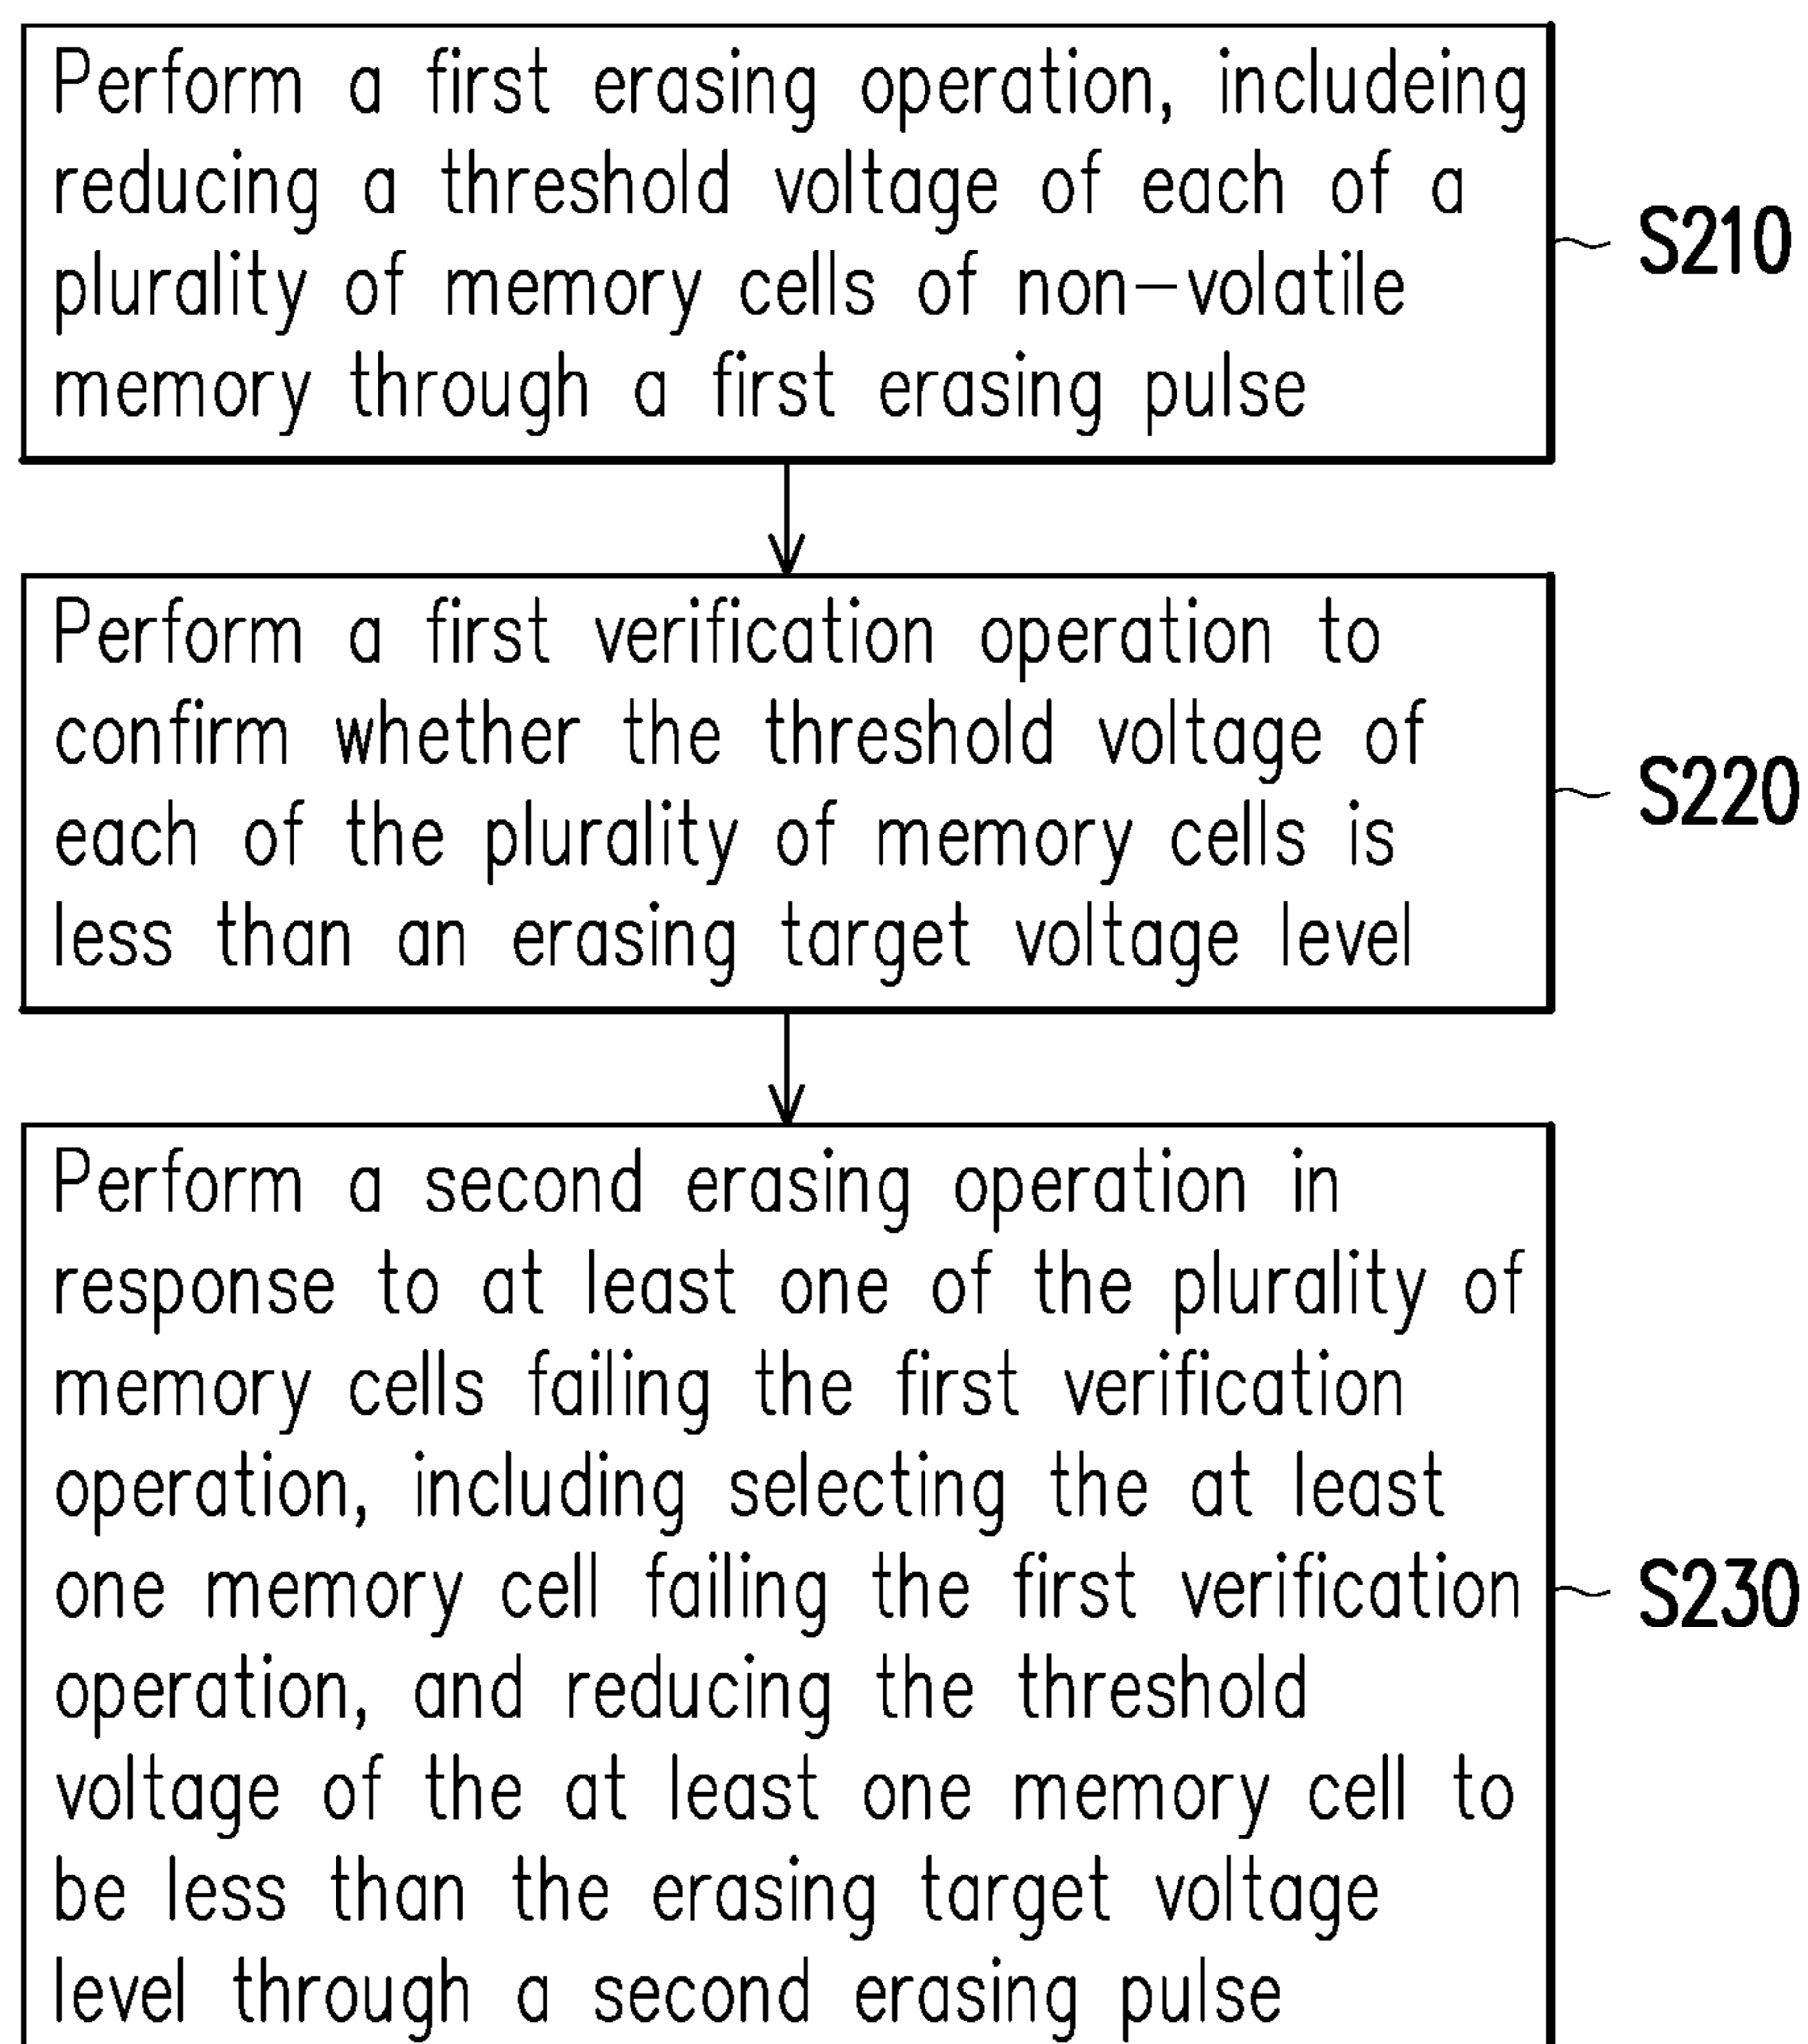 Perform a first erasing operation, includeing
reducing a threshold voltage of each of a
plurality of memory cells of non-volatile
memory through a first erasing pulse
S210
Perform a first verification operation to
confirm whether the threshold voltage of
each of the plurality of memory cells is
less than an erasing target voltage level
S220
Perform a second erasing operation in
response to at least one of the plurality of
memory cells failing the first verification
operation, including selecting the at least
one memory cell failing the first verification
operation, and reducing the threshold
voltage of the at least one memory cell to
be less than the erasing target voltage
level through a second erasing pulse
S230